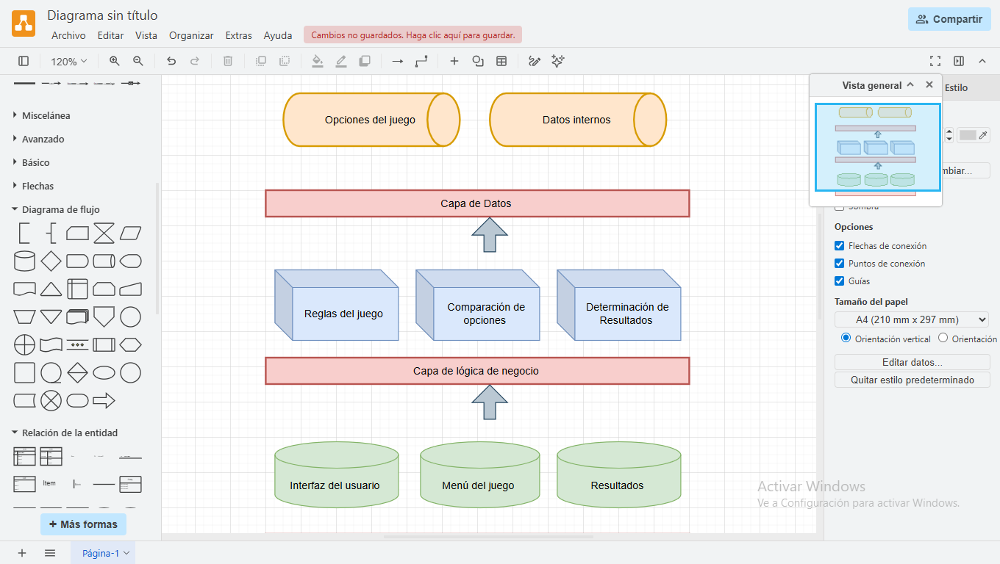 Diagrama sin título
Archivo Editar Vista Organizar Extras Ayuda
Cambios no guardados. Haga clic aquí para guardar.
Compartir
120%
Miscelánea
Avanzado
Básico
Flechas
Diagrama de flujo
Relación de la entidad
Item
+ Más formas
Opciones del juego
Datos internos
Capa de Datos
Reglas del juego
Comparación de
opciones
Determinación de
Resultados
Capa de lógica de negocio
Interfaz del usuario
Menú del juego
Resultados
Vista general
Estilo
mbiar...
Sombra
Opciones
Flechas de conexión
Puntos de conexión
Guías
Tamaño del papel
A4 (210 mm x 297 mm)
Orientación vertical
Orientación
Editar datos...
Quitar estilo predeterminado
Activar Windows
Ve a Configuración para activar Windows.
Página-1